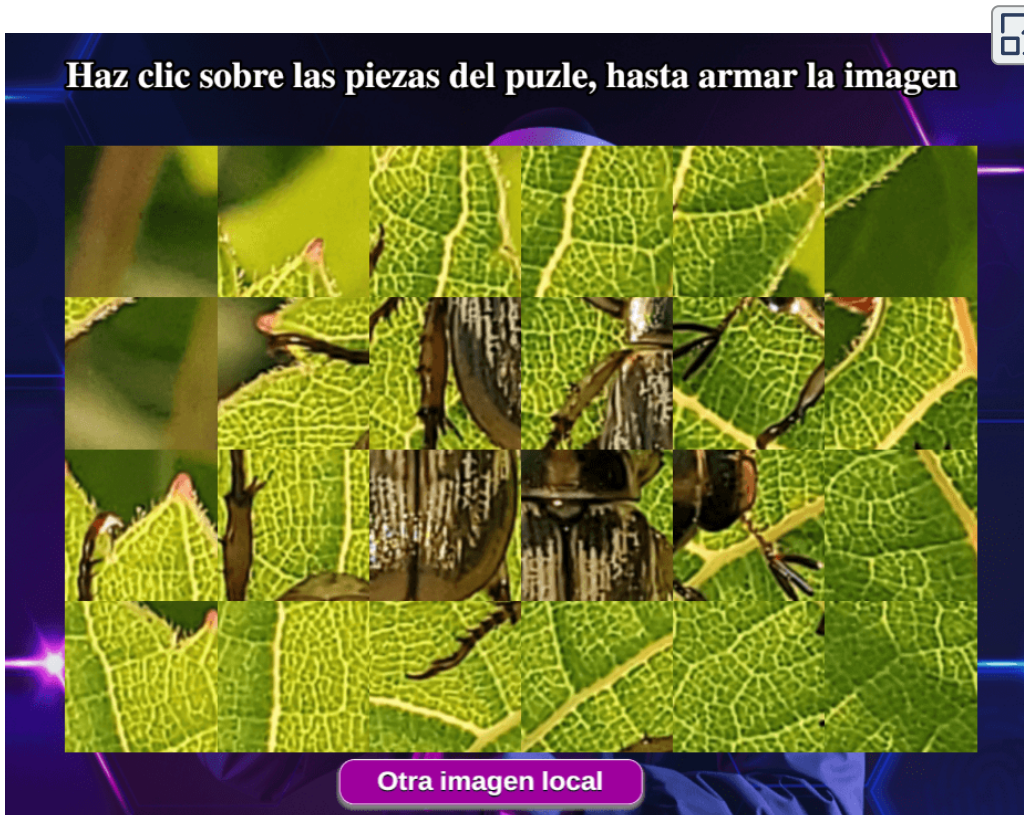 Haz clic sobre las piezas del puzle, hasta armar la imagen
Otra imagen local